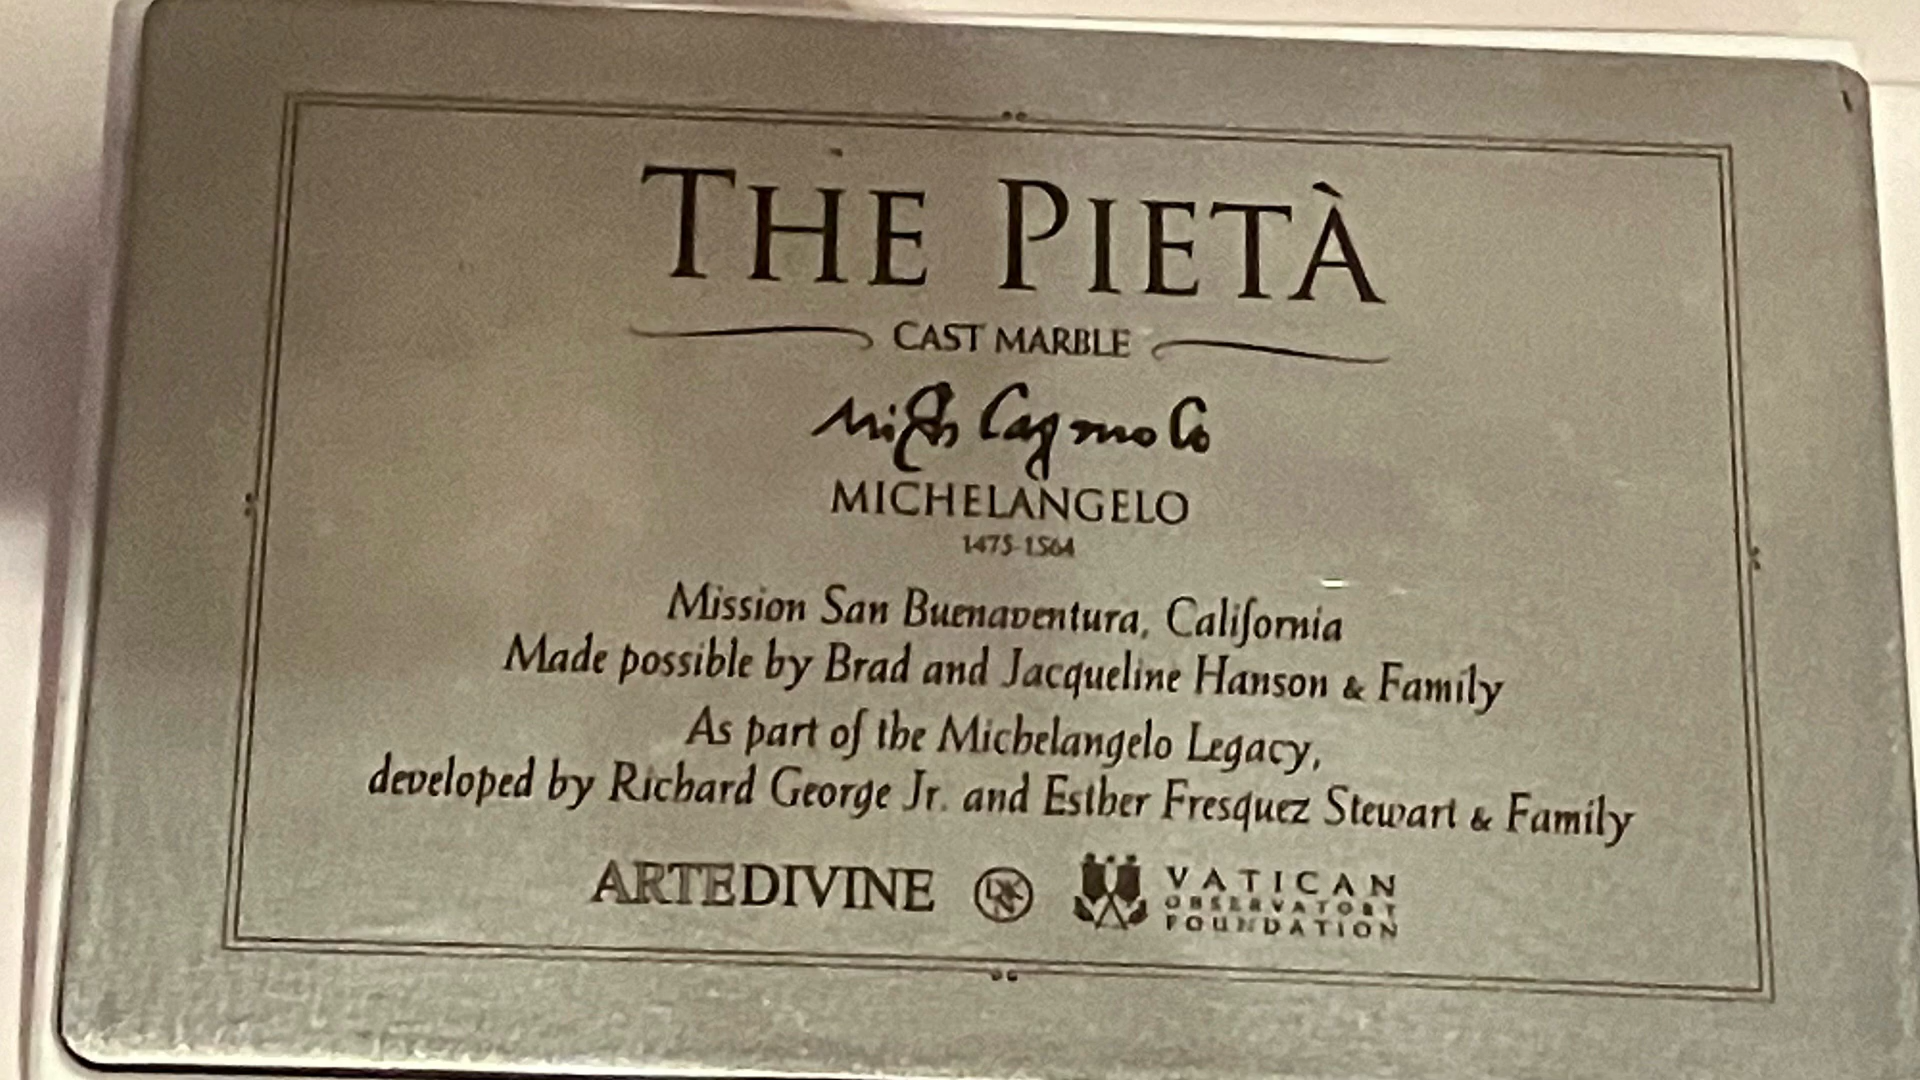 THE PIETÀ
CAST MARBLE
MICHELANGELO
1475-1564
Mission San Buenaventura, California
Made possible by Brad and Jacqueline Hanson & Family
As part of the Michelangelo Legacy,
developed by Richard George Jr. and Esther Fresquez Stewart & Family
ARTEDIVINE VATICAN
OBSERVATORY
FOUNDATION